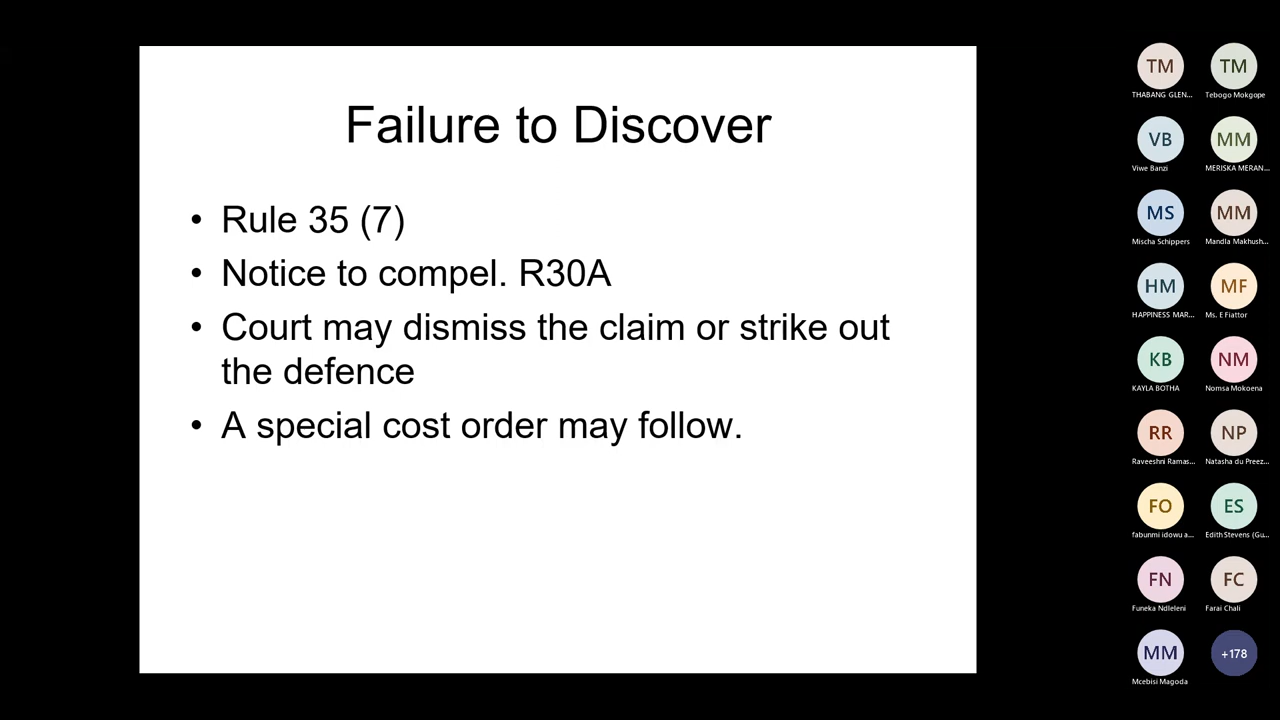 Failure to Discover
• Rule 35 (7)
• Notice to compel. R30A
• Court may dismiss the claim or strike out
the defence
• A special cost order may follow.
TM
TM
THABANG GLEN...
Tebogo Mokgope
VB
MM
Viwe Banzi
MERISKA MERAN...
MS
MM
Mischa Schippers
Mandla Makhush...
HM
MF
HAPPINESS MAR...
Ms. E Fiattor
KB
NM
KAYLA BOTHA
Nomsa Mokoena
RR
NP
Raveeshni Ramas...
Natasha du Preez...
FO
ES
fabunmi idowu a...
Edith Stevens (Gu...
FN
FC
Funeka Ndleleni
Farai Chali
MM
+178
Mcebisi Magoda